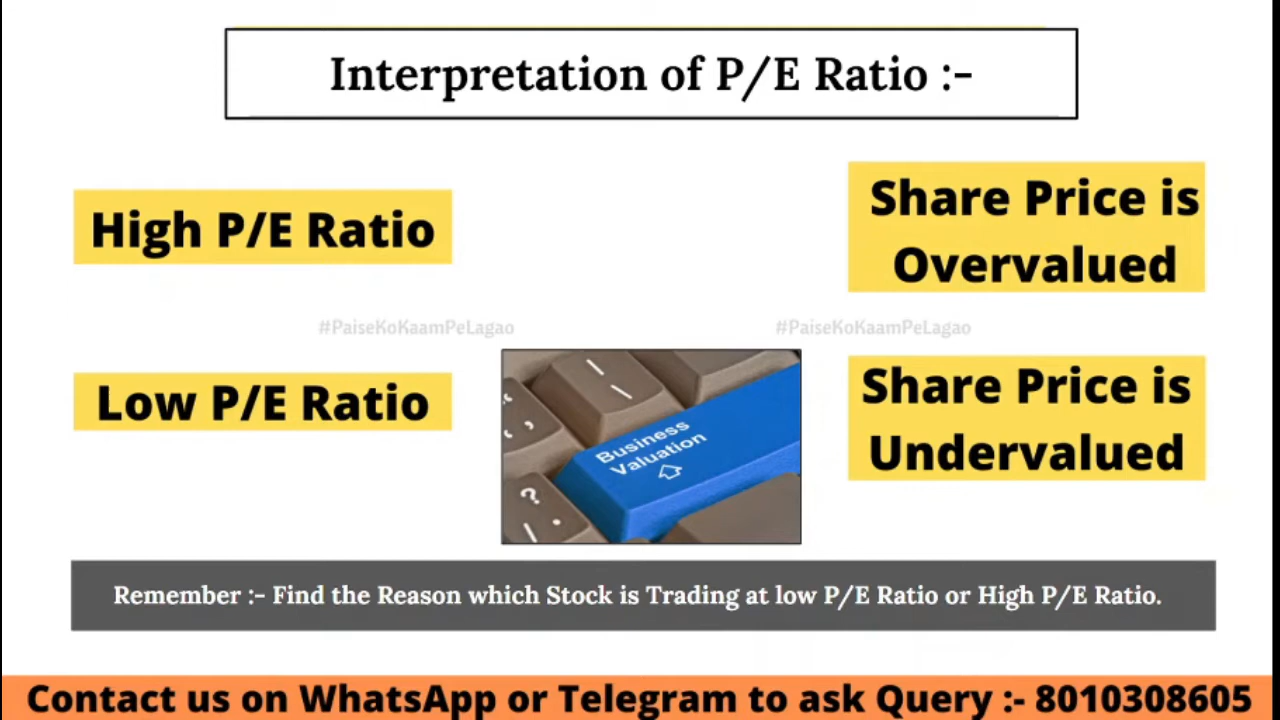 Interpretation of P/E Ratio :-
High P/E Ratio
Share Price is
Overvalued
#PaiseKoKaamPeLagao
#PaiseKoKaamPeLagao
Low P/E Ratio
Share Price is
Undervalued
Business
Valuation
?
Remember :- Find the Reason which Stock is Trading at low P/E Ratio or High P/E Ratio.
Contact us on WhatsApp or Telegram to ask Query :- 8010308605